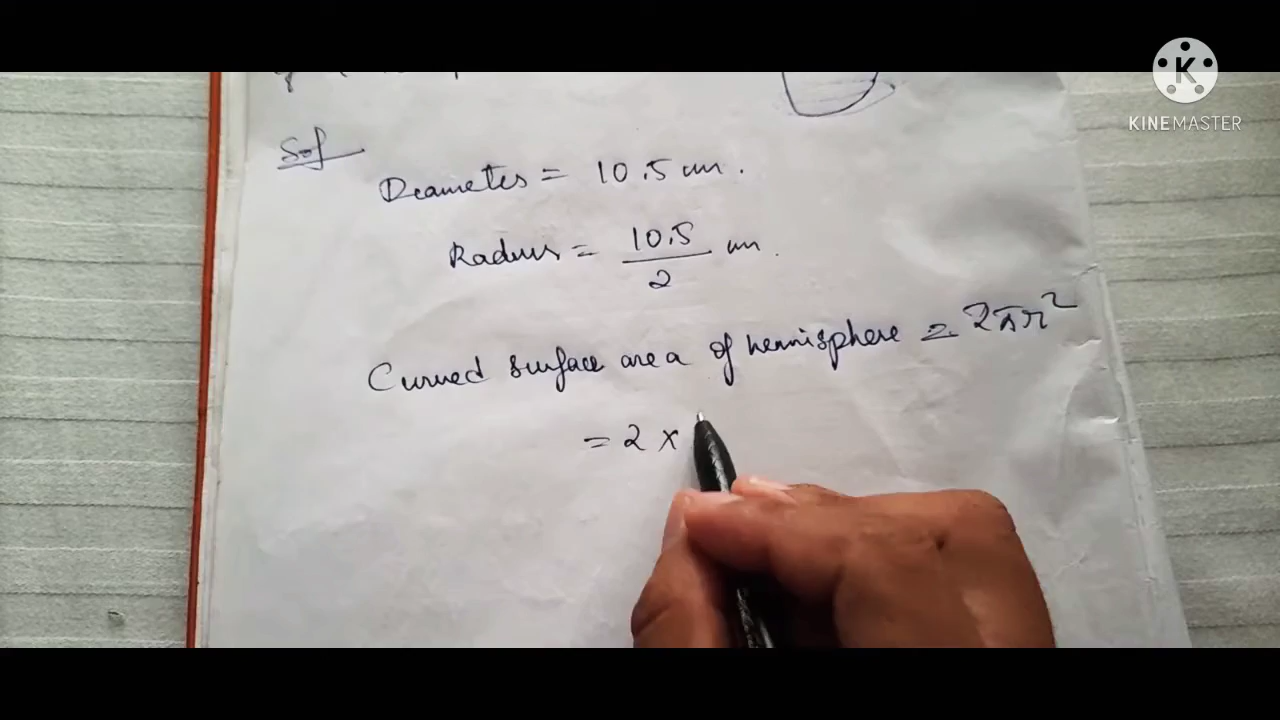 KINEMASTER
Sol
Diameter = 10.5 cm.
Radius = 10.5/2 cm.
Curved surface area of hemisphere = 2πr²
= 2 x